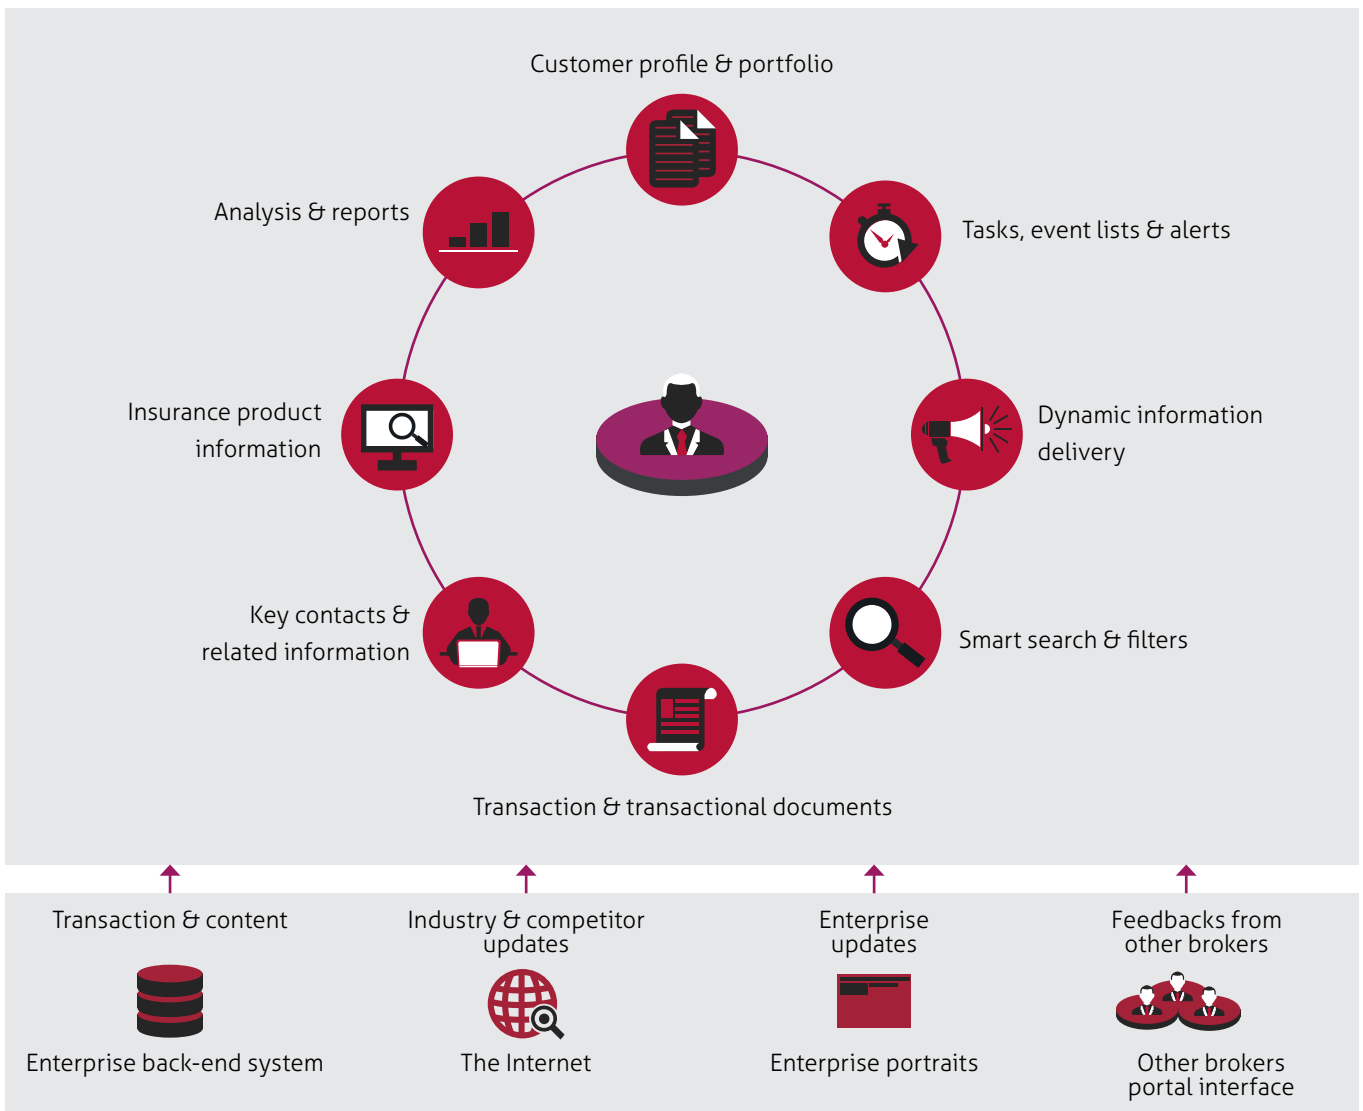 Customer profile & portfolio
Analysis & reports
Tasks, event lists & alerts
Insurance product
information
Dynamic information
delivery
Key contacts &
related information
Smart search & filters
Transaction & transactional documents
Transaction & content
Industry & competitor
updates
Enterprise
updates
Feedbacks from
other brokers
Enterprise back-end system
The Internet
Enterprise portraits
Other brokers
portal interface